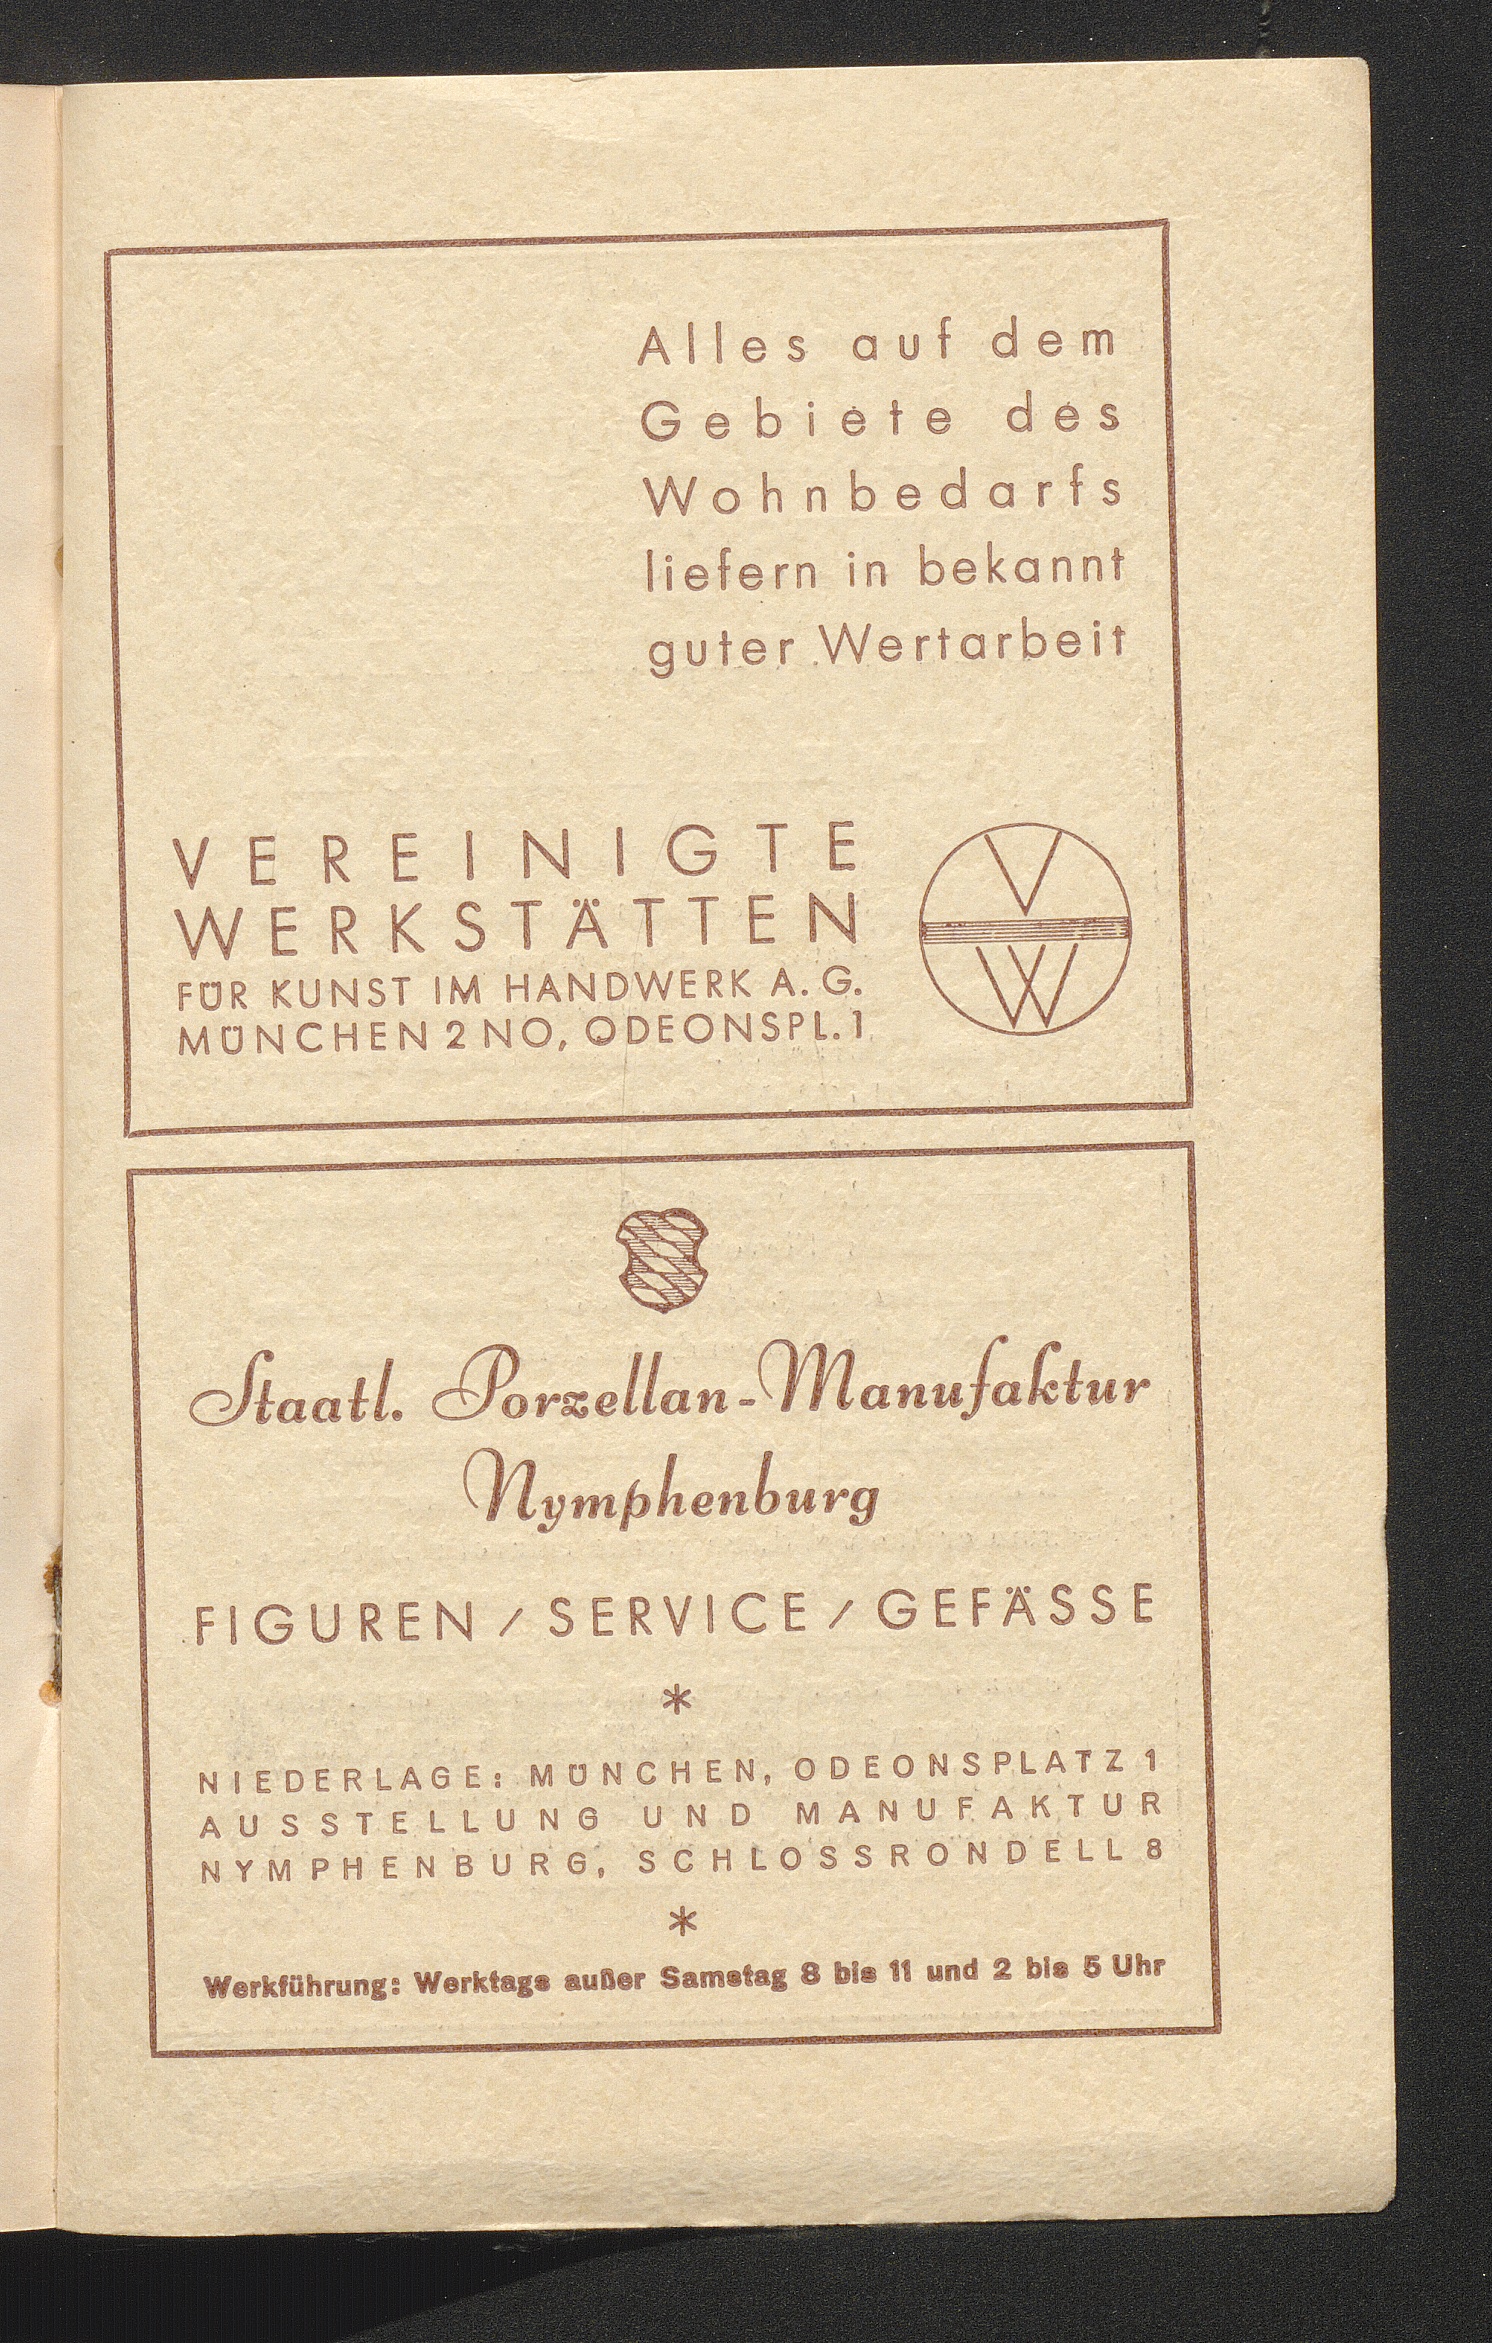 Alles auf dem
Gebiete des
Wohnbedarfs
liefern in bekannt
guter Wertarbeit
VEREINIGTE
WERKSTÄTTEN
FÜR KUNST IM HANDWERK A. G.
MÜNCHEN 2 NO, ODEONSPL. 1
V
W
Staatl. Porzellan-Manufaktur
Nymphenburg
FIGUREN / SERVICE / GEFÄSSE
*
NIEDERLAGE: MÜNCHEN, ODEONSPLATZ 1
AUSSTELLUNG UND MANUFAKTUR
NYMPHENBURG, SCHLOSSRONDELL 8
*
Werkführung: Werktags außer Samstag 8 bis 11 und 2 bis 5 Uhr